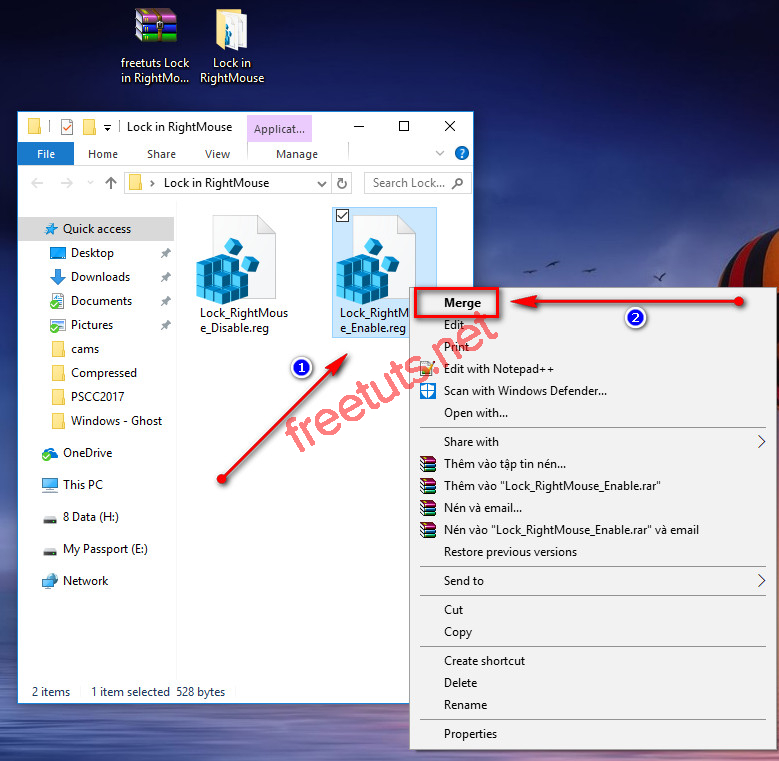 freetuts Lock
in RightMo...
Lock in
RightMouse
Lock in RightMouse
Applicat...
File
Home
Share
View
Manage
Lock in RightMouse
Search Lock...
Quick access
Desktop
Downloads
Documents
Pictures
cams
Compressed
PSCC2017
Windows - Ghost
OneDrive
This PC
8 Data (H:)
My Passport (E:)
Network
Lock_RightMous
e_Disable.reg
Lock_RightM
e_Enable.reg
1
2
freetuts.net
Merge
Edit
Print
Edit with Notepad++
Scan with Windows Defender...
Open with...
Share with
Thêm vào tập tin nén...
Thêm vào "Lock_RightMouse_Enable.rar"
Nén và email...
Nén vào "Lock_RightMouse_Enable.rar" và email
Restore previous versions
Send to
Cut
Copy
Create shortcut
Delete
Rename
Properties
2 items
1 item selected
528 bytes